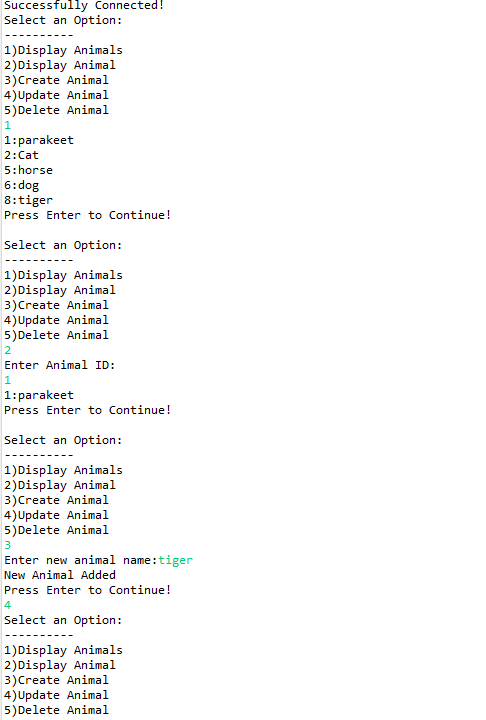 Successfully Connected!
Select an Option:
----------
1)Display Animals
2)Display Animal
3)Create Animal
4)Update Animal
5)Delete Animal
1
1:parakeet
2:Cat
5:horse
6:dog
8:tiger
Press Enter to Continue!

Select an Option:
----------
1)Display Animals
2)Display Animal
3)Create Animal
4)Update Animal
5)Delete Animal
2
Enter Animal ID:
1
1:parakeet
Press Enter to Continue!

Select an Option:
----------
1)Display Animals
2)Display Animal
3)Create Animal
4)Update Animal
5)Delete Animal
3
Enter new animal name:tiger
New Animal Added
Press Enter to Continue!
4
Select an Option:
----------
1)Display Animals
2)Display Animal
3)Create Animal
4)Update Animal
5)Delete Animal